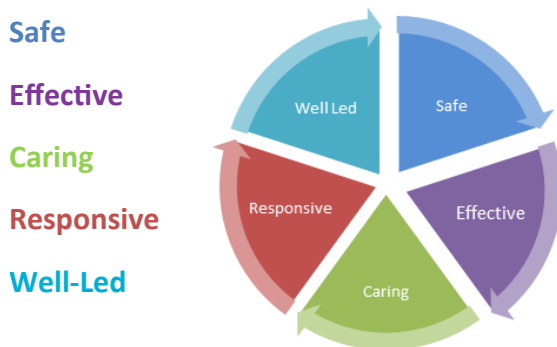 Safe
Effective
Caring
Responsive
Well-Led
Well Led
Safe
Responsive
Effective
Caring